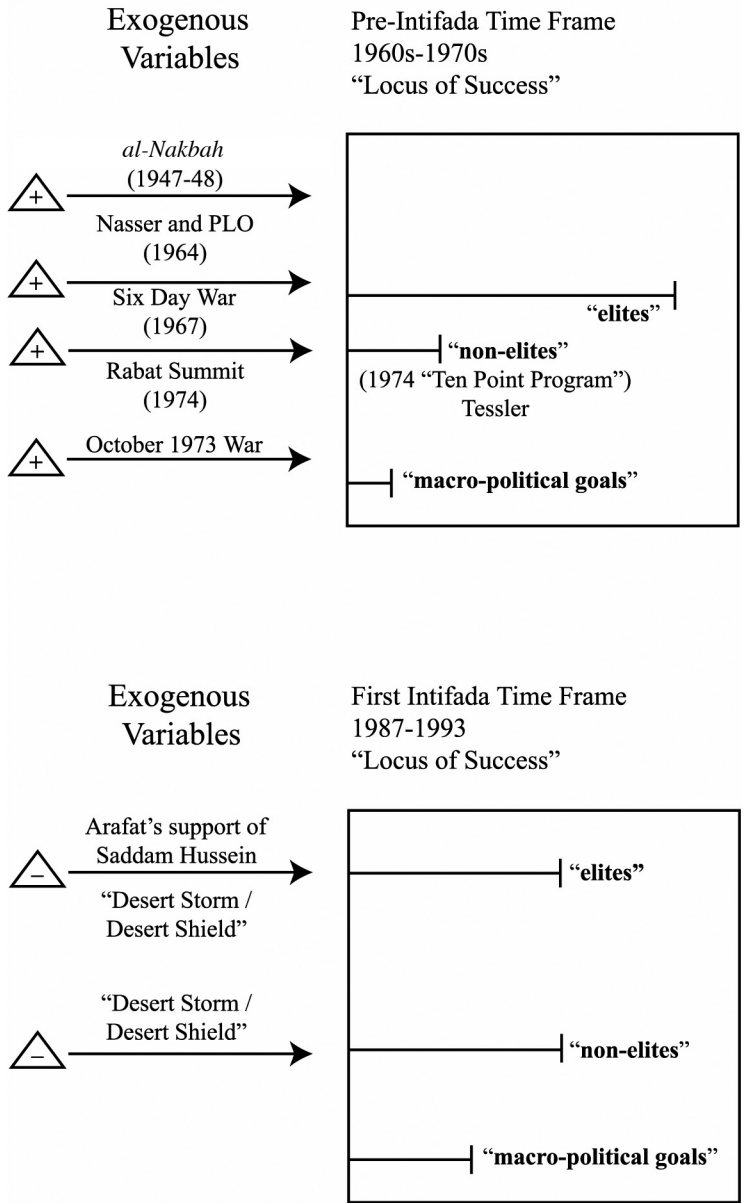 Exogenous
Variables
Pre-Intifada Time Frame
1960s-1970s
“Locus of Success”
al-Nakbah
(1947-48)
+
Nasser and PLO
(1964)
+
Six Day War
(1967)
+
Rabat Summit
(1974)
October 1973 War
+
“elites”
“non-elites”
(1974 “Ten Point Program”)
Tessler
“macro-political goals”
Exogenous
Variables
First Intifada Time Frame
1987-1993
“Locus of Success”
Arafat’s support of
Saddam Hussein
−
“Desert Storm /
Desert Shield”
“Desert Storm /
Desert Shield”
−
“elites”
“non-elites”
“macro-political goals”